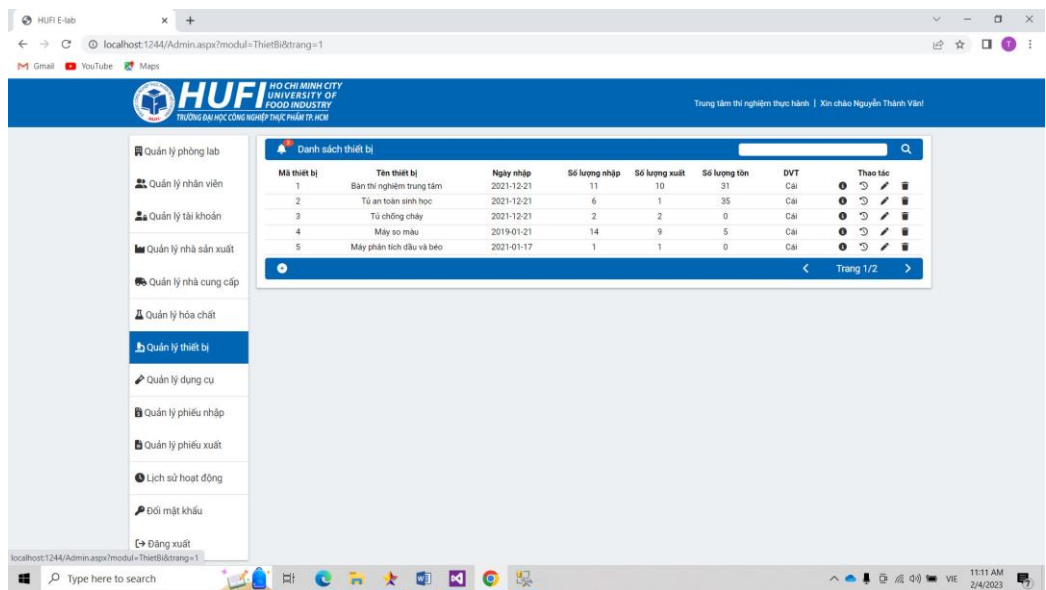 HUFI E-lab
localhost:1244/Admin.aspx?modul=ThietBi&trang=1
Gmail YouTube Maps
HUFI HO CHI MINH CITY UNIVERSITY OF FOOD INDUSTRY
TRƯỜNG ĐẠI HỌC CÔNG NGHIỆP THỰC PHẨM TP. HCM
Trung tâm thí nghiệm thực hành | Xin chào Nguyễn Thành Văn!
Quản lý phòng lab
Quản lý nhân viên
Quản lý tài khoản
Quản lý nhà sản xuất
Quản lý nhà cung cấp
Quản lý hóa chất
Quản lý thiết bị
Quản lý dụng cụ
Quản lý phiếu nhập
Quản lý phiếu xuất
Lịch sử hoạt động
Đổi mật khẩu
Đăng xuất
Danh sách thiết bị
Mã thiết bị Tên thiết bị Ngày nhập Số lượng nhập Số lượng xuất Số lượng tồn DVT Thao tác
1 Bàn thí nghiệm trung tâm 2021-12-21 11 10 31 Cái
2 Tủ an toàn sinh học 2021-12-21 6 1 35 Cái
3 Tủ chống cháy 2021-12-21 2 2 0 Cái
4 Máy so màu 2019-01-21 14 9 5 Cái
5 Máy phân tích dầu và béo 2021-01-17 1 1 0 Cái
Trang 1/2
localhost:1244/Admin.aspx?modul=ThietBi&trang=1
Type here to search
VIE
11:11 AM
2/4/2023